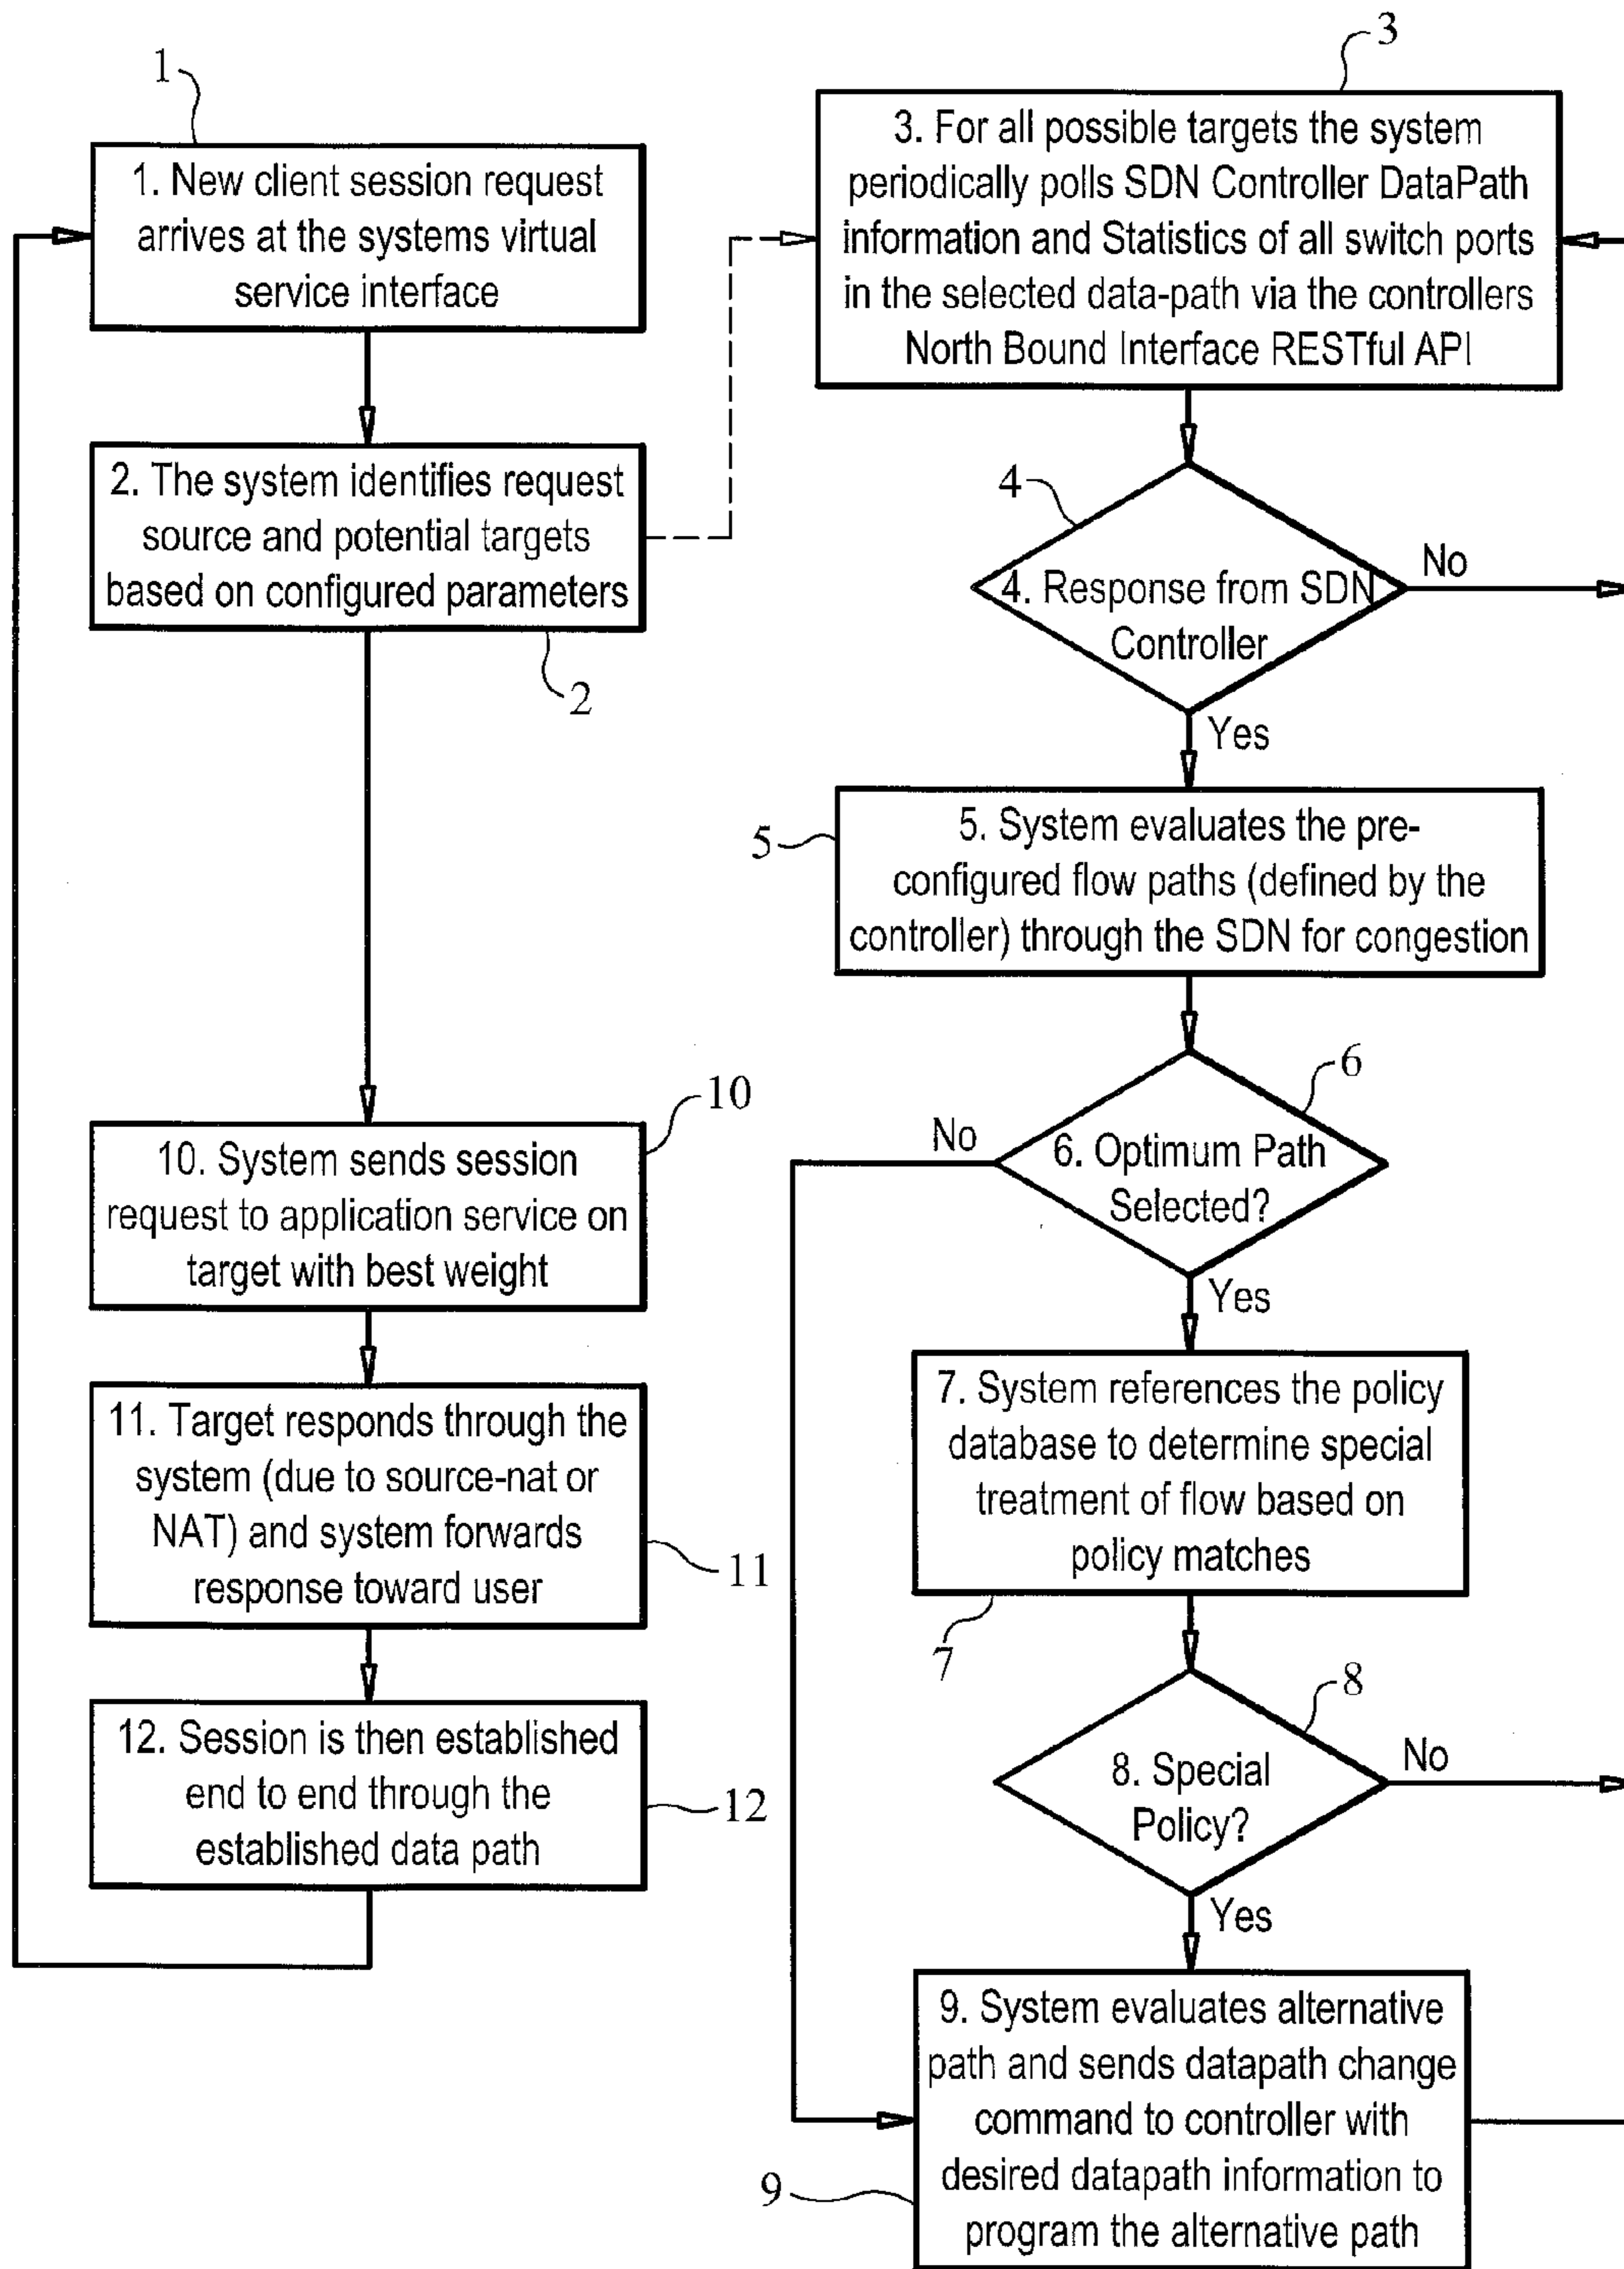 1
1. New client session request
arrives at the systems virtual
service interface
2. The system identifies request
source and potential targets
based on configured parameters
2
10
10. System sends session
request to application service on
target with best weight
11. Target responds through the
system (due to source-nat or
NAT) and system forwards
response toward user
11
12. Session is then established
end to end through the
established data path
12
3
3. For all possible targets the system
periodically polls SDN Controller DataPath
information and Statistics of all switch ports
in the selected data-path via the controllers
North Bound Interface RESTful API
4
4. Response from SDN
Controller
No
Yes
5
5. System evaluates the pre-
configured flow paths (defined by the
controller) through the SDN for congestion
6
No
6. Optimum Path
Selected?
Yes
7. System references the policy
database to determine special
treatment of flow based on
policy matches
7
8
8. Special
Policy?
No
Yes
9. System evaluates alternative
path and sends datapath change
command to controller with
desired datapath information to
program the alternative path
9